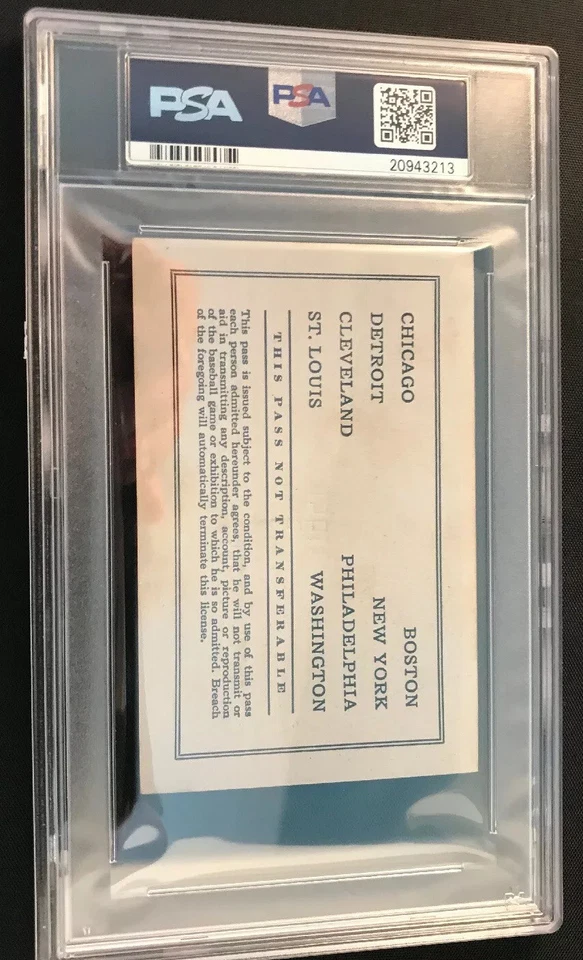 PSA
PSA
20943213
CHICAGO BOSTON
DETROIT NEW YORK
CLEVELAND PHILADELPHIA
ST. LOUIS WASHINGTON
THIS PASS NOT TRANSFERABLE
This pass is issued subject to the condition, and by use of this pass
each person admitted hereunder agrees, that he will not transmit or
aid in transmitting any description, account, picture or reproduction
of the baseball game or exhibition to which he is so admitted. Breach
of the foregoing will automatically terminate this license.